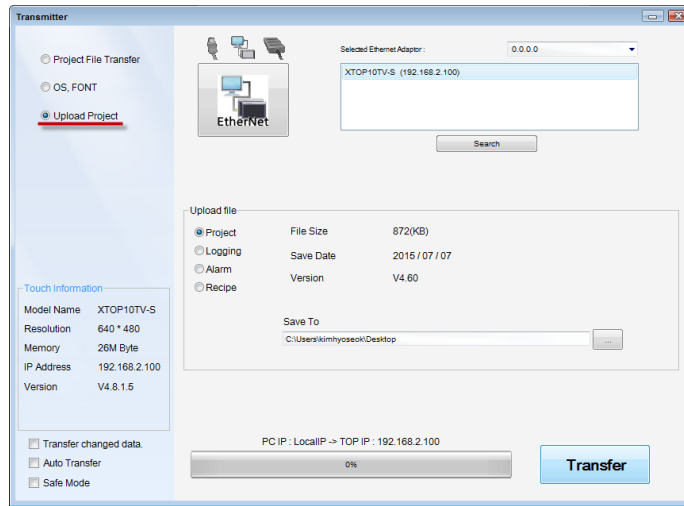 Transmitter
Project File Transfer
OS, FONT
Upload Project
EtherNet
Selected Ethernet Adaptor :
0.0.0.0
XTOP10TV-S (192.168.2.100)
Search
Upload file
Project
File Size
872(KB)
Logging
Save Date
2015 / 07 / 07
Alarm
Version
V4.60
Recipe
Save To
C:\Users\kimhyoseok\Desktop
...
Touch Information
Model Name XTOP10TV-S
Resolution 640 * 480
Memory 26M Byte
IP Address 192.168.2.100
Version V4.8.1.5
Transfer changed data.
Auto Transfer
Safe Mode
PC IP : LocalIP -> TOP IP : 192.168.2.100
0%
Transfer